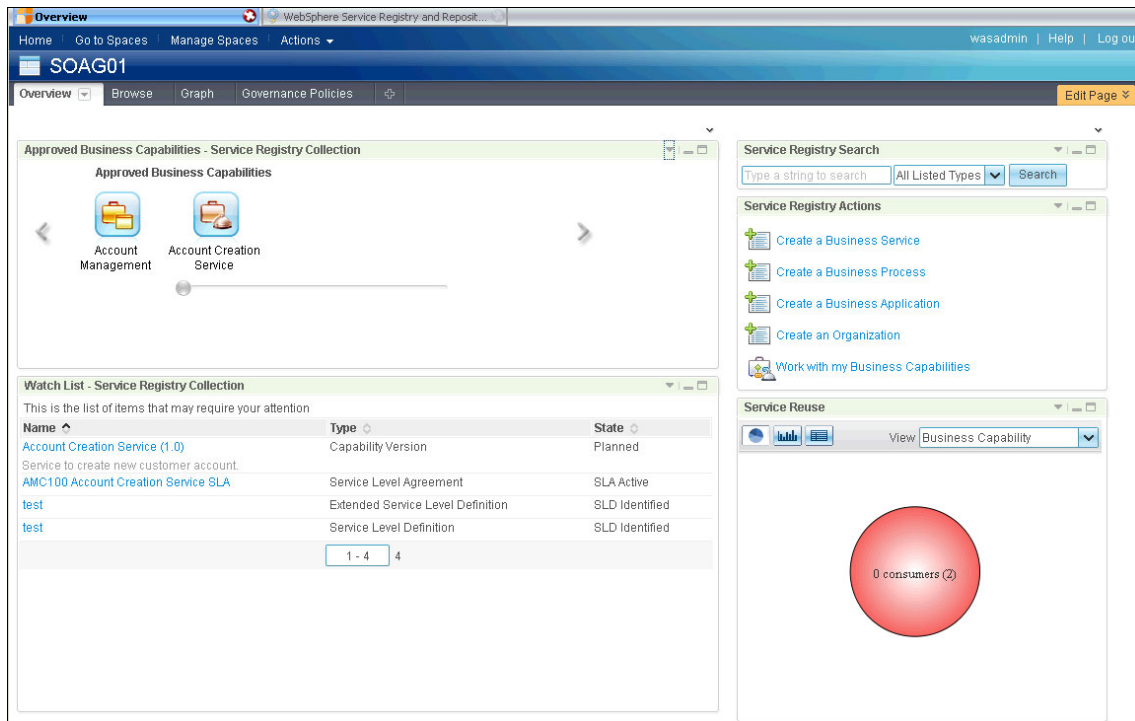 Overview
WebSphere Service Registry and Reposit...
Home Go to Spaces Manage Spaces Actions
wasadmin | Help | Log ou
SOAG01
Overview Browse Graph Governance Policies
Edit Page
Approved Business Capabilities - Service Registry Collection
Approved Business Capabilities
Account Management
Account Creation Service
Watch List - Service Registry Collection
This is the list of items that may require your attention
Name Type State
Account Creation Service (1.0) Capability Version Planned
Service to create new customer account.
AMC100 Account Creation Service SLA Service Level Agreement SLA Active
test Extended Service Level Definition SLD Identified
test Service Level Definition SLD Identified
1 - 4 4
Service Registry Search
Type a string to search All Listed Types Search
Service Registry Actions
Create a Business Service
Create a Business Process
Create a Business Application
Create an Organization
Work with my Business Capabilities
Service Reuse
View Business Capability
0 consumers (2)